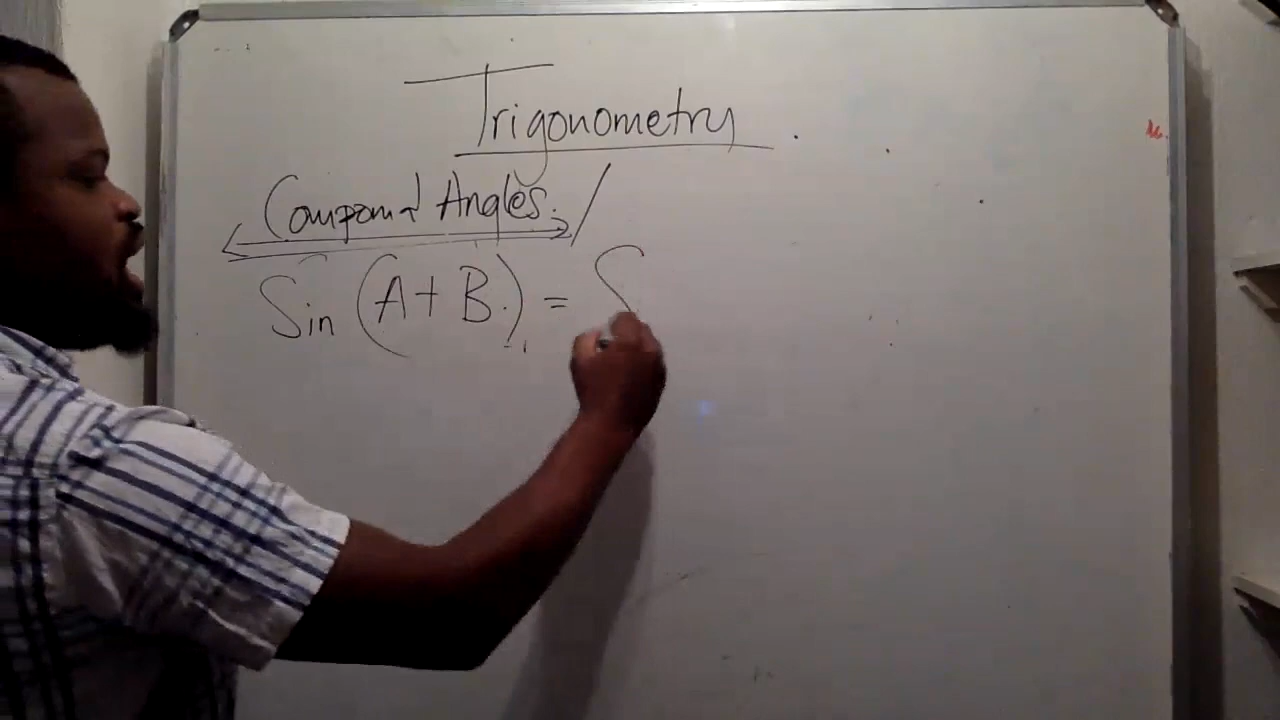 Trigonometry
Compound Angles.
Sin (A + B) = S